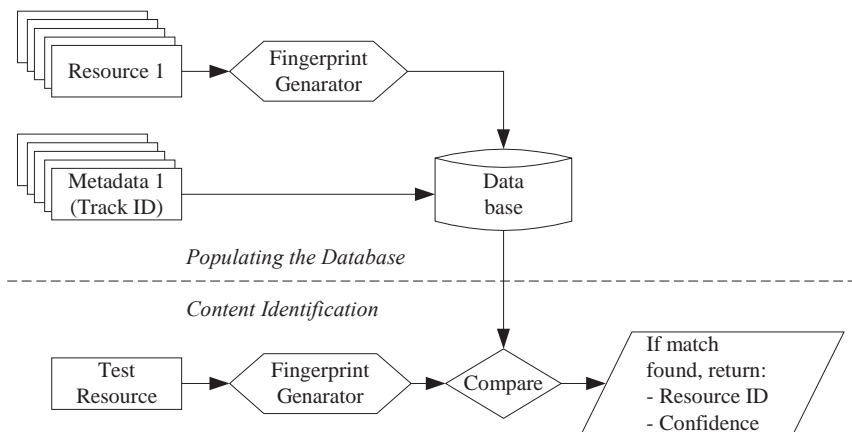 Resource 1
Fingerprint
Genarator
Metadata 1
(Track ID)
Data
base
Populating the Database
Content Identification
Test
Resource
Fingerprint
Genarator
Compare
If match
found, return:
- Resource ID
- Confidence